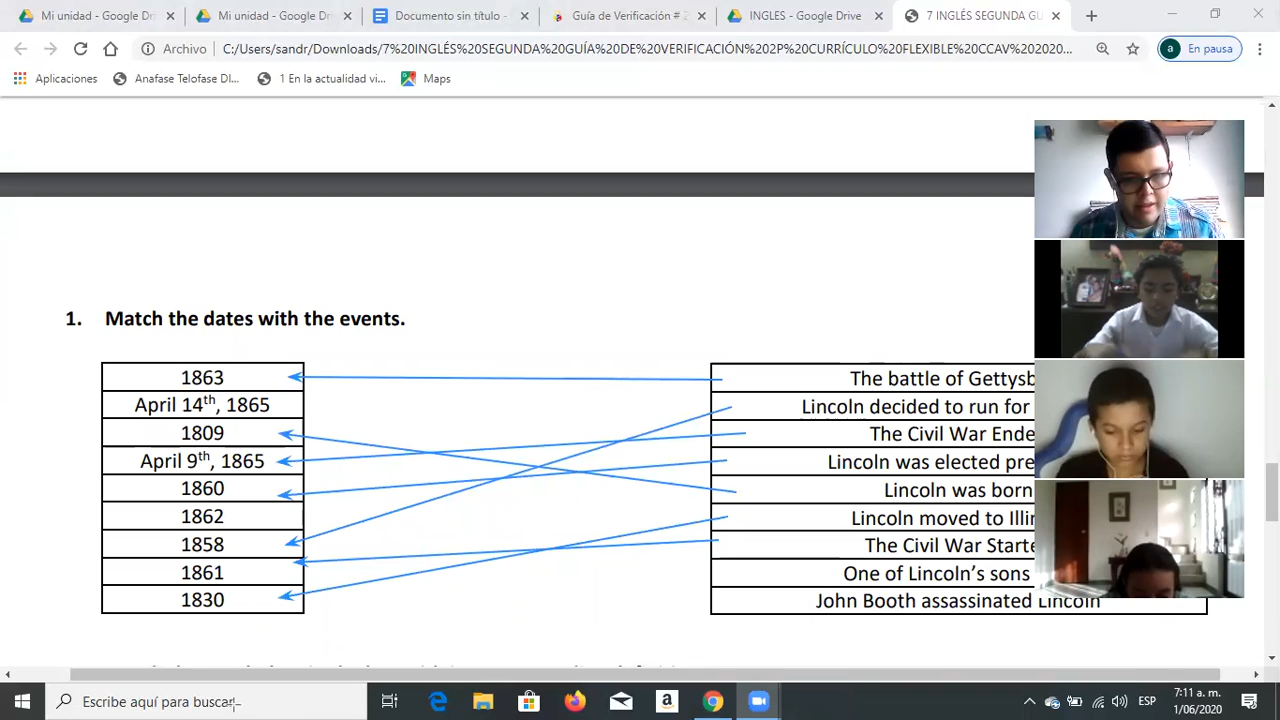 Mi unidad - Google Dri
Mi unidad - Google Dri
Documento sin título -
Guía de Verificación # 2
INGLES - Google Drive
7 INGLÉS SEGUNDA GU
Archivo
C:/Users/sandr/Downloads/7%20INGLÉS%20SEGUNDA%20GUÍA%20DE%20VERIFICACIÓN%202P%20CURRÍCULO%20FLEXIBLE%20CCAV%202020...
a
En pausa
Aplicaciones
Anafase Telofase DI...
1 En la actualidad vi...
Maps
1. Match the dates with the events.
1863
The battle of Gettysb
April 14th, 1865
Lincoln decided to run for
1809
The Civil War Ende
April 9th, 1865
Lincoln was elected pre
1860
Lincoln was born
1862
Lincoln moved to Illi
1858
The Civil War Starte
1861
One of Lincoln's sons
1830
John Booth assassinated Lincoln
Escribe aquí para buscar
ESP
7:11 a. m.
1/06/2020